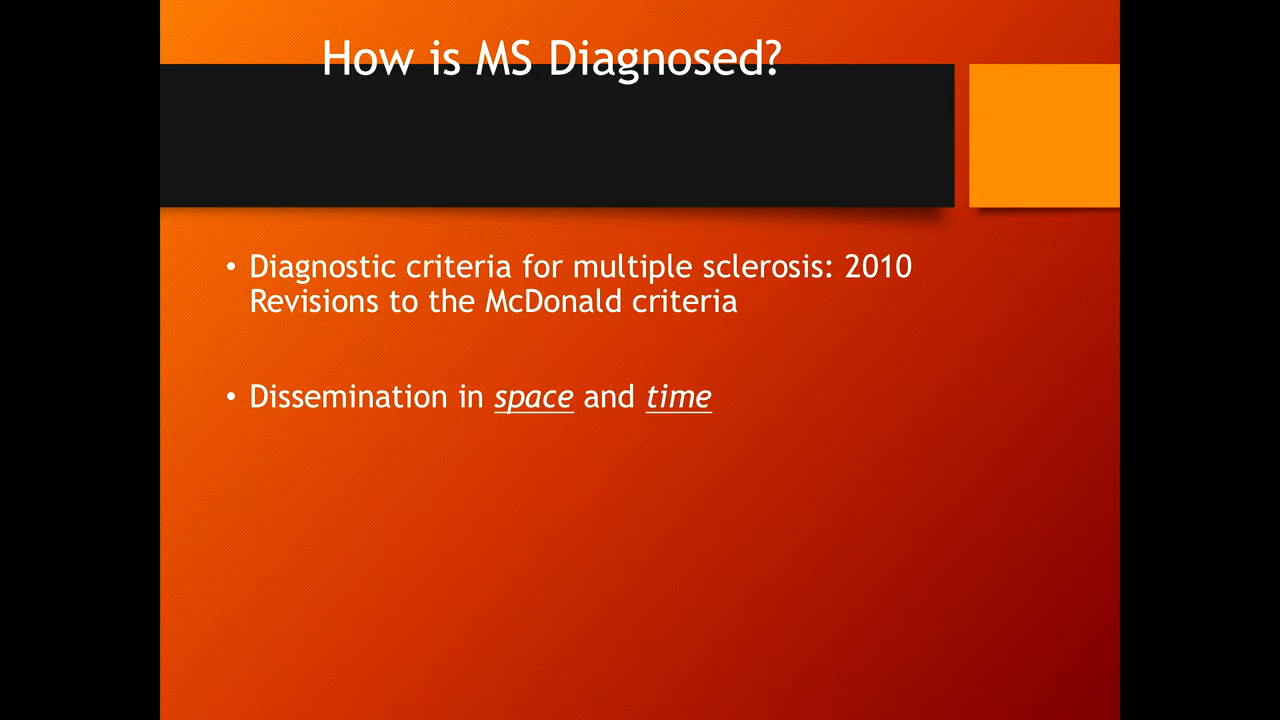 How is MS Diagnosed?
• Diagnostic criteria for multiple sclerosis: 2010
Revisions to the McDonald criteria
• Dissemination in space and time